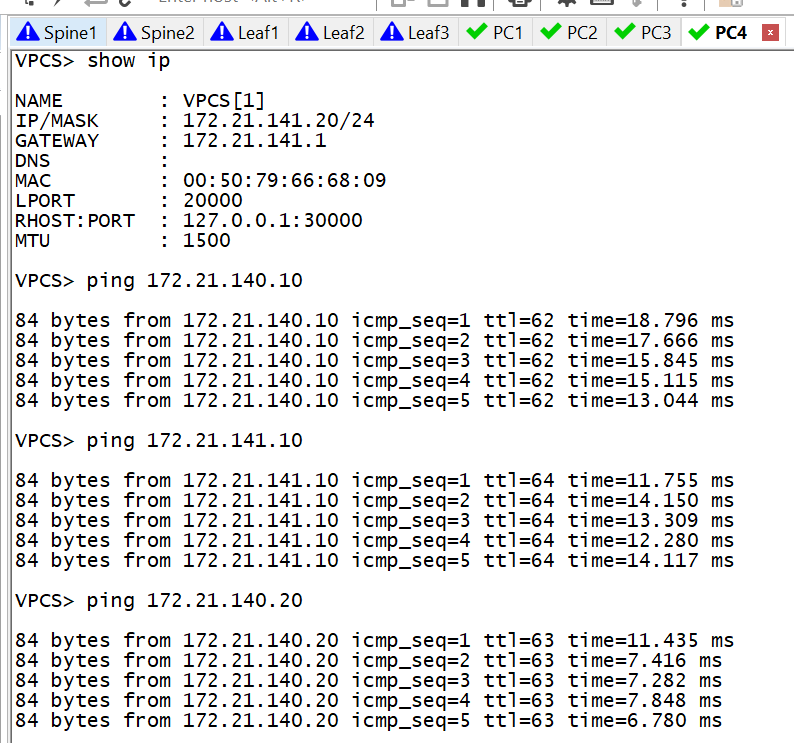 Spine1 Spine2 Leaf1 Leaf2 Leaf3 PC1 PC2 PC3 PC4
VPCS> show ip
NAME : VPCS[1]
IP/MASK : 172.21.141.20/24
GATEWAY : 172.21.141.1
DNS :
MAC : 00:50:79:66:68:09
LPORT : 20000
RHOST:PORT : 127.0.0.1:30000
MTU : 1500
VPCS> ping 172.21.140.10
84 bytes from 172.21.140.10 icmp_seq=1 ttl=62 time=18.796 ms
84 bytes from 172.21.140.10 icmp_seq=2 ttl=62 time=17.666 ms
84 bytes from 172.21.140.10 icmp_seq=3 ttl=62 time=15.845 ms
84 bytes from 172.21.140.10 icmp_seq=4 ttl=62 time=15.115 ms
84 bytes from 172.21.140.10 icmp_seq=5 ttl=62 time=13.044 ms
VPCS> ping 172.21.141.10
84 bytes from 172.21.141.10 icmp_seq=1 ttl=64 time=11.755 ms
84 bytes from 172.21.141.10 icmp_seq=2 ttl=64 time=14.150 ms
84 bytes from 172.21.141.10 icmp_seq=3 ttl=64 time=13.309 ms
84 bytes from 172.21.141.10 icmp_seq=4 ttl=64 time=12.280 ms
84 bytes from 172.21.141.10 icmp_seq=5 ttl=64 time=14.117 ms
VPCS> ping 172.21.140.20
84 bytes from 172.21.140.20 icmp_seq=1 ttl=63 time=11.435 ms
84 bytes from 172.21.140.20 icmp_seq=2 ttl=63 time=7.416 ms
84 bytes from 172.21.140.20 icmp_seq=3 ttl=63 time=7.282 ms
84 bytes from 172.21.140.20 icmp_seq=4 ttl=63 time=7.848 ms
84 bytes from 172.21.140.20 icmp_seq=5 ttl=63 time=6.780 ms